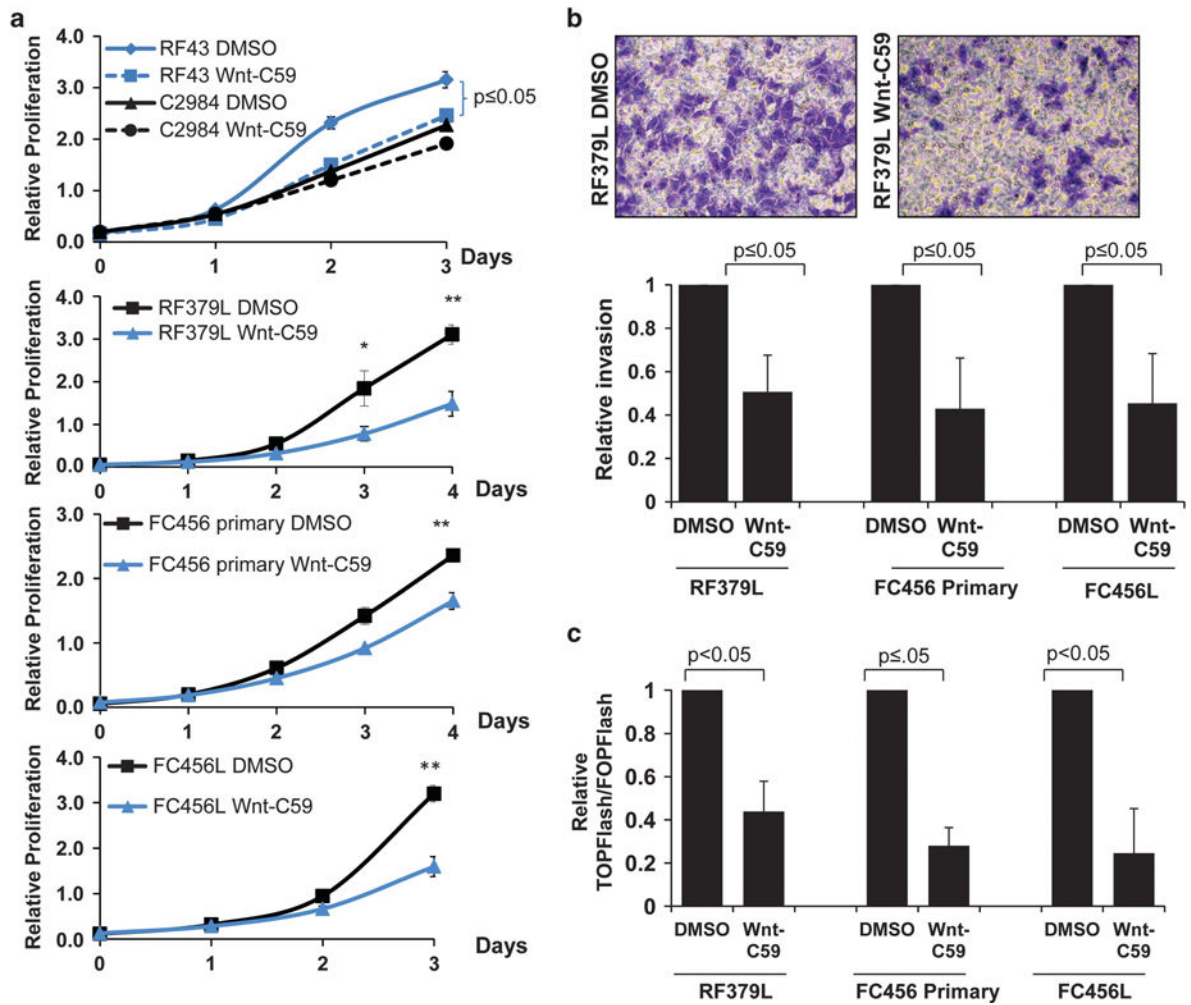 a
Relative Proliferation
4.0
3.0
2.0
1.0
0.0
RF43 DMSO
RF43 Wnt-C59
C2984 DMSO
C2984 Wnt-C59
p≤0.05
0 1 2 3 Days
Relative Proliferation
4.0
3.0
2.0
1.0
0.0
RF379L DMSO
RF379L Wnt-C59
*
**
0 1 2 3 4 Days
Relative Proliferation
3.0
2.0
1.0
0.0
FC456 primary DMSO
FC456 primary Wnt-C59
**
0 1 2 3 4 Days
Relative Proliferation
4.0
3.0
2.0
1.0
0.0
FC456L DMSO
FC456L Wnt-C59
**
0 1 2 3 Days
b
RF379L DMSO
RF379L Wnt-C59
p≤0.05 p≤0.05 p≤0.05
Relative invasion
1
0.8
0.6
0.4
0.2
0
DMSO Wnt-C59 DMSO Wnt-C59 DMSO Wnt-C59
RF379L FC456 Primary FC456L
c
p<0.05 p≤.05 p<0.05
Relative
TOPFlash/FOPFlash
1
0.8
0.6
0.4
0.2
0
DMSO Wnt-C59 DMSO Wnt-C59 DMSO Wnt-C59
RF379L FC456 Primary FC456L